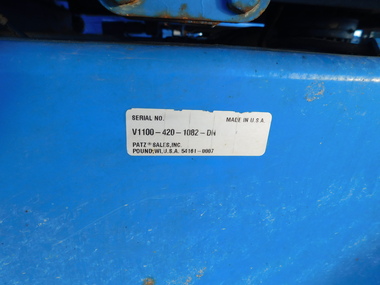 SERIAL NO. MADE IN U.S.A.
V1100-420-1082-DN
PATZ® SALES, INC.
POUND, WI, U.S.A. 54161-0007